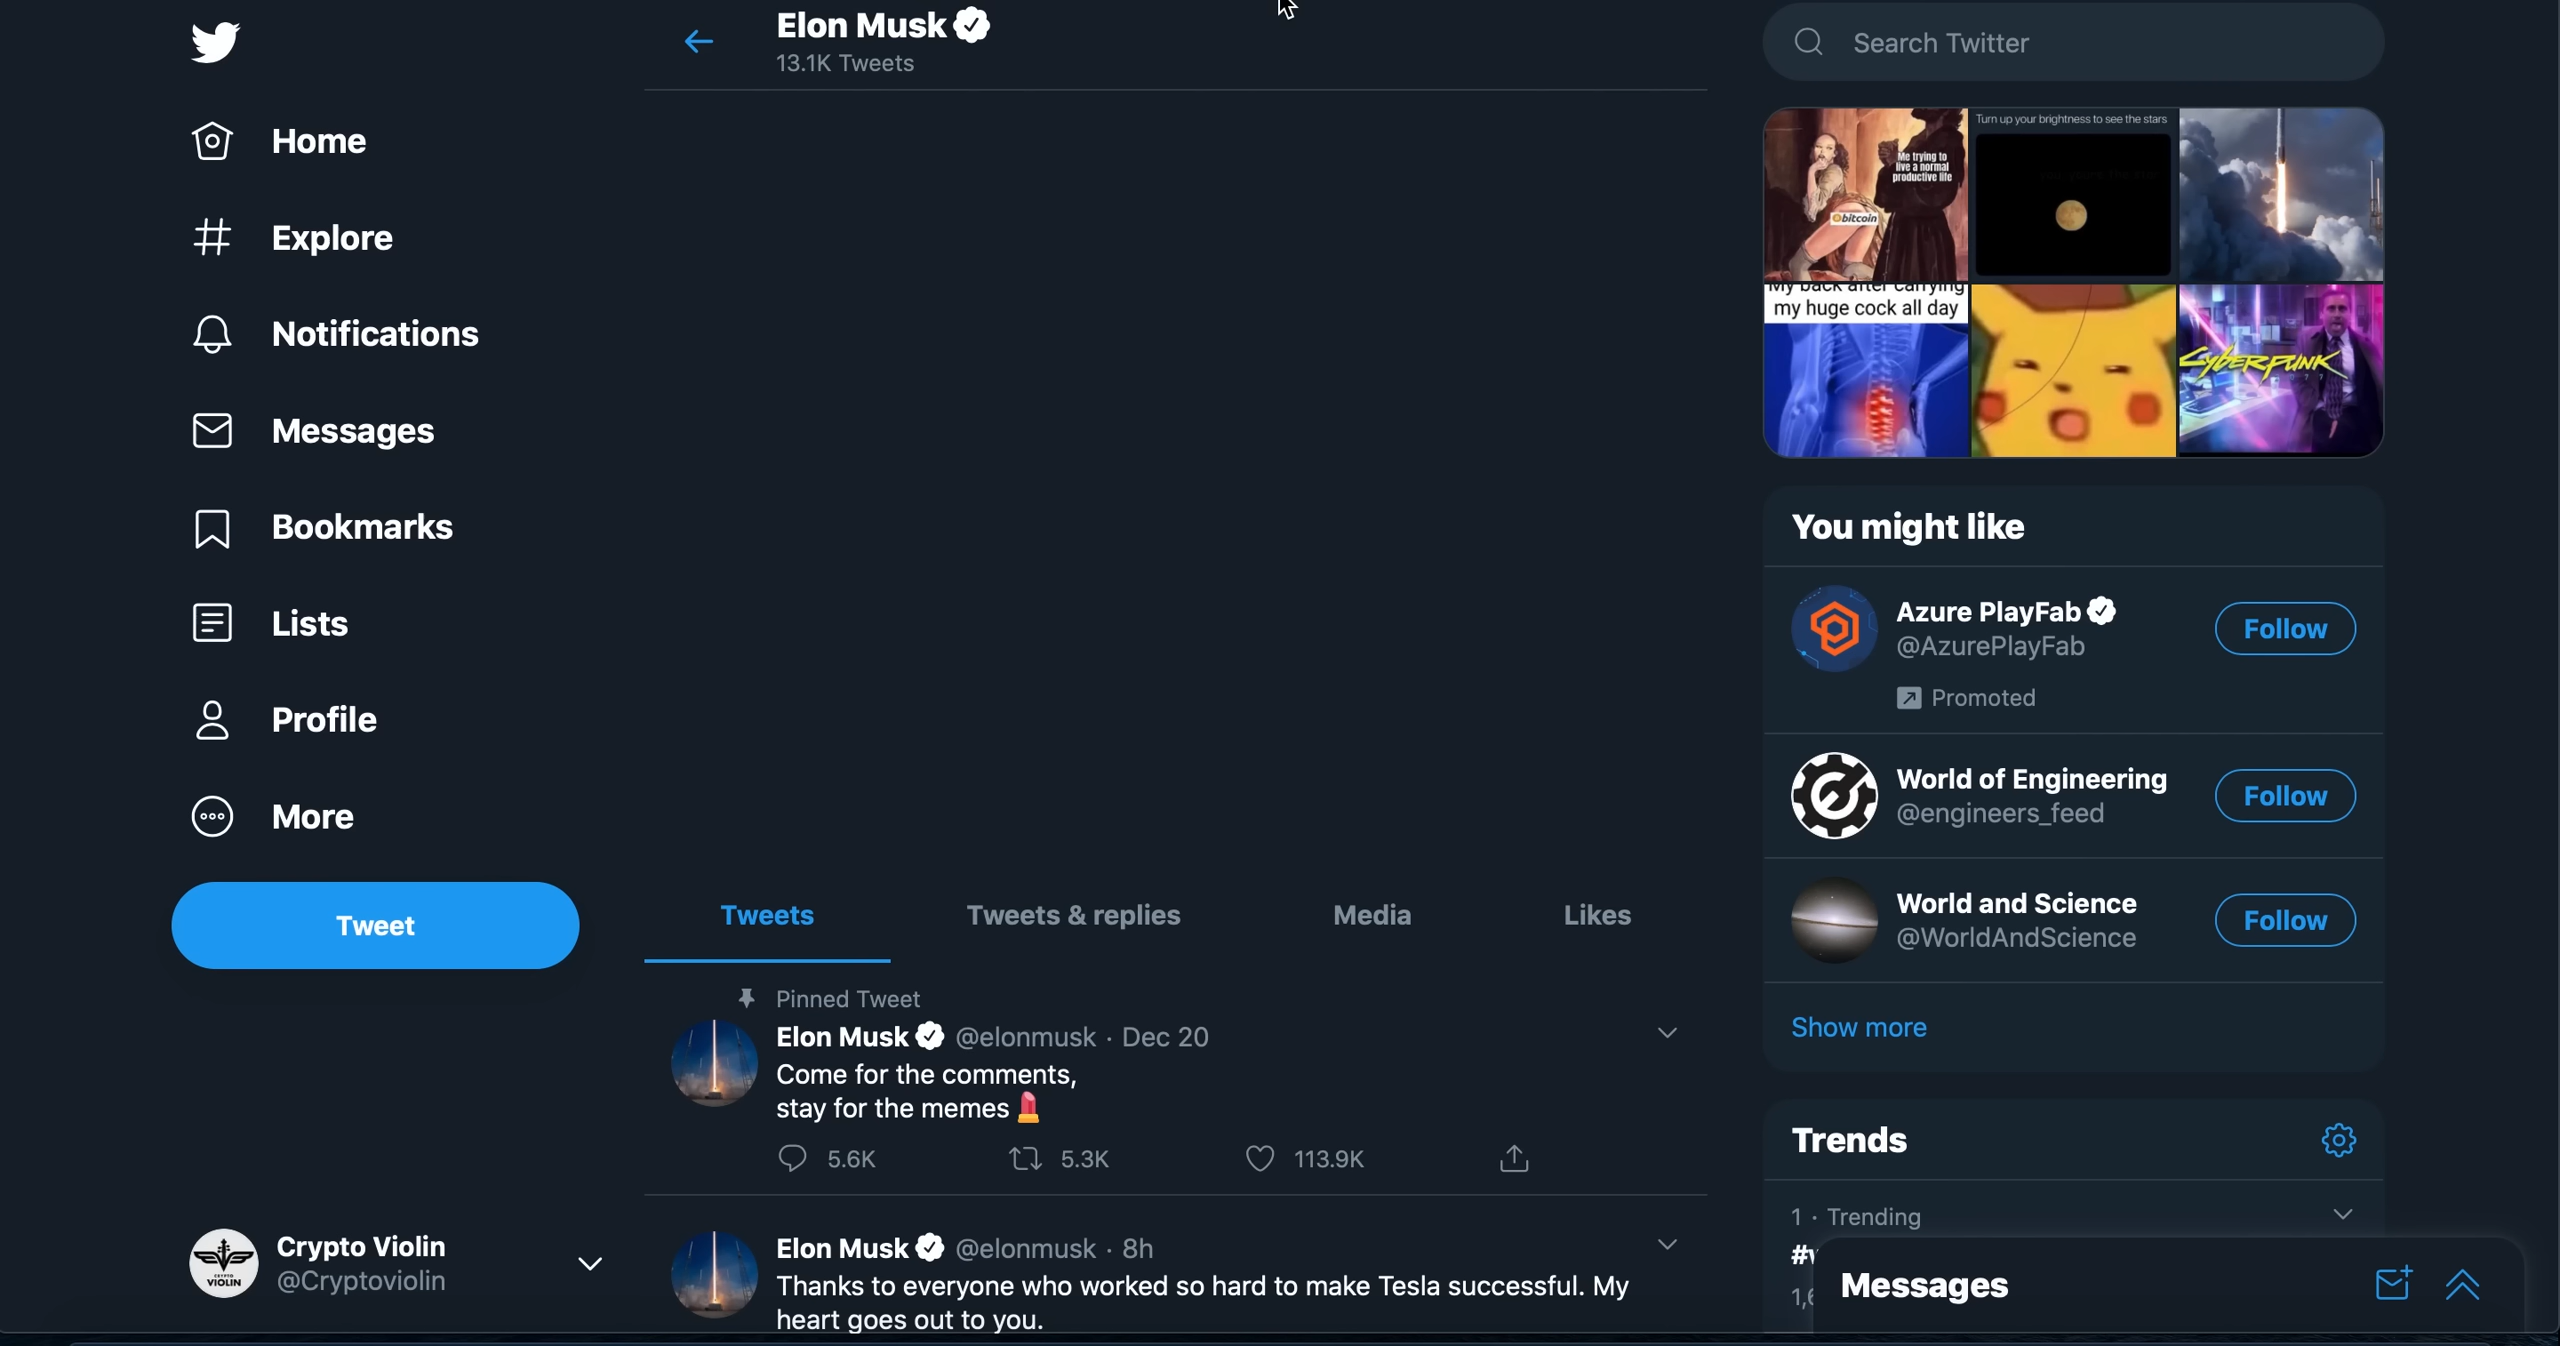 Elon Musk
13.1K Tweets
Home
Explore
Notifications
Messages
Bookmarks
Lists
Profile
More
Tweet
Crypto Violin
@Cryptoviolin
CRYPTO
VIOLIN
Tweets
Tweets & replies
Media
Likes
Pinned Tweet
Elon Musk @elonmusk · Dec 20
Come for the comments,
stay for the memes💄
5.6K
5.3K
113.9K
Elon Musk @elonmusk · 8h
Thanks to everyone who worked so hard to make Tesla successful. My
heart goes out to you.
Search Twitter
Me trying to
live a normal
productive life
bitcoin
Turn up your brightness to see the stars
My back after carrying
my huge cock all day
CYBERPUNK
You might like
Azure PlayFab
@AzurePlayFab
Follow
Promoted
World of Engineering
@engineers_feed
Follow
World and Science
@WorldAndScience
Follow
Show more
Trends
1 · Trending
Messages